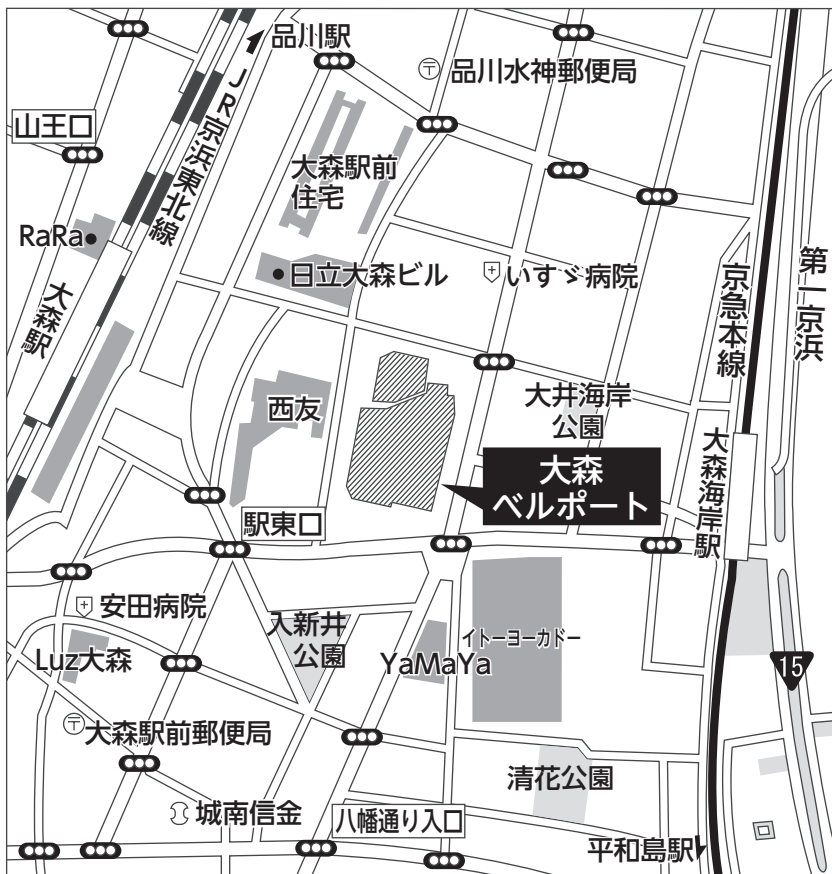 品川駅
JR京浜東北線
品川水神郵便局
山王口
大森駅前
住宅
RaRa
日立大森ビル
いすゞ病院
京急本線
第一京浜
大森駅
西友
大井海岸
公園
大森
ベルポート
大森海岸駅
駅東口
安田病院
入新井
公園
イトーヨーカドー
Luz大森
YaMaYa
15
大森駅前郵便局
清花公園
城南信金
八幡通り入口
平和島駅